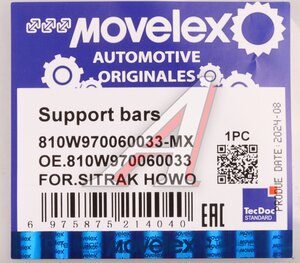 MOVELEX
AUTOMOTIVE
ORIGINALES
Support bars
810W970060033-MX
OE.810W970060033
FOR.SITRAK HOWO
1PC
PRODUE DATE:2024-08
6 975875 214040
EAC
TecDoc
STANDARD